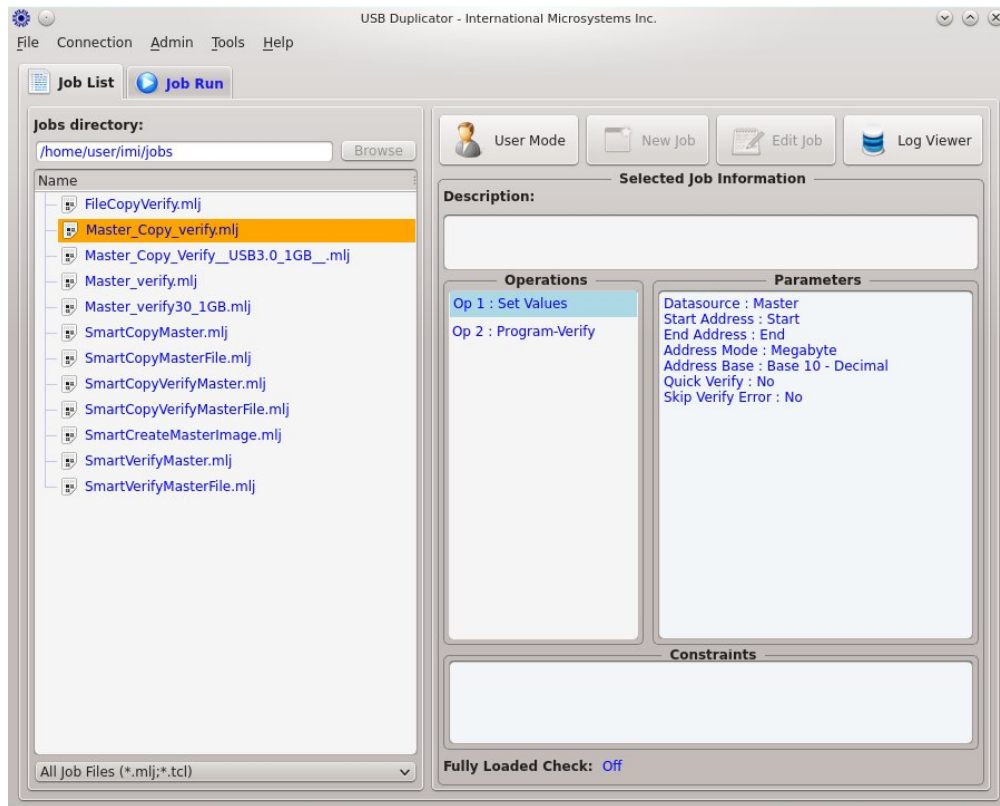 USB Duplicator - International Microsystems Inc.
File Connection Admin Tools Help
Job List
Job Run
Jobs directory:
/home/user/imi/jobs
Browse
Name
FileCopyVerify.mlj
Master_Copy_verify.mlj
Master_Copy_Verify__USB3.0_1GB__.mlj
Master_verify.mlj
Master_verify30_1GB.mlj
SmartCopyMaster.mlj
SmartCopyMasterFile.mlj
SmartCopyVerifyMaster.mlj
SmartCopyVerifyMasterFile.mlj
SmartCreateMasterImage.mlj
SmartVerifyMaster.mlj
SmartVerifyMasterFile.mlj
All Job Files (*.mlj;*.tcl)
User Mode
New Job
Edit Job
Log Viewer
Selected Job Information
Description:
Operations
Op 1 : Set Values
Op 2 : Program-Verify
Parameters
Datasource : Master
Start Address : Start
End Address : End
Address Mode : Megabyte
Address Base : Base 10 - Decimal
Quick Verify : No
Skip Verify Error : No
Constraints
Fully Loaded Check: Off